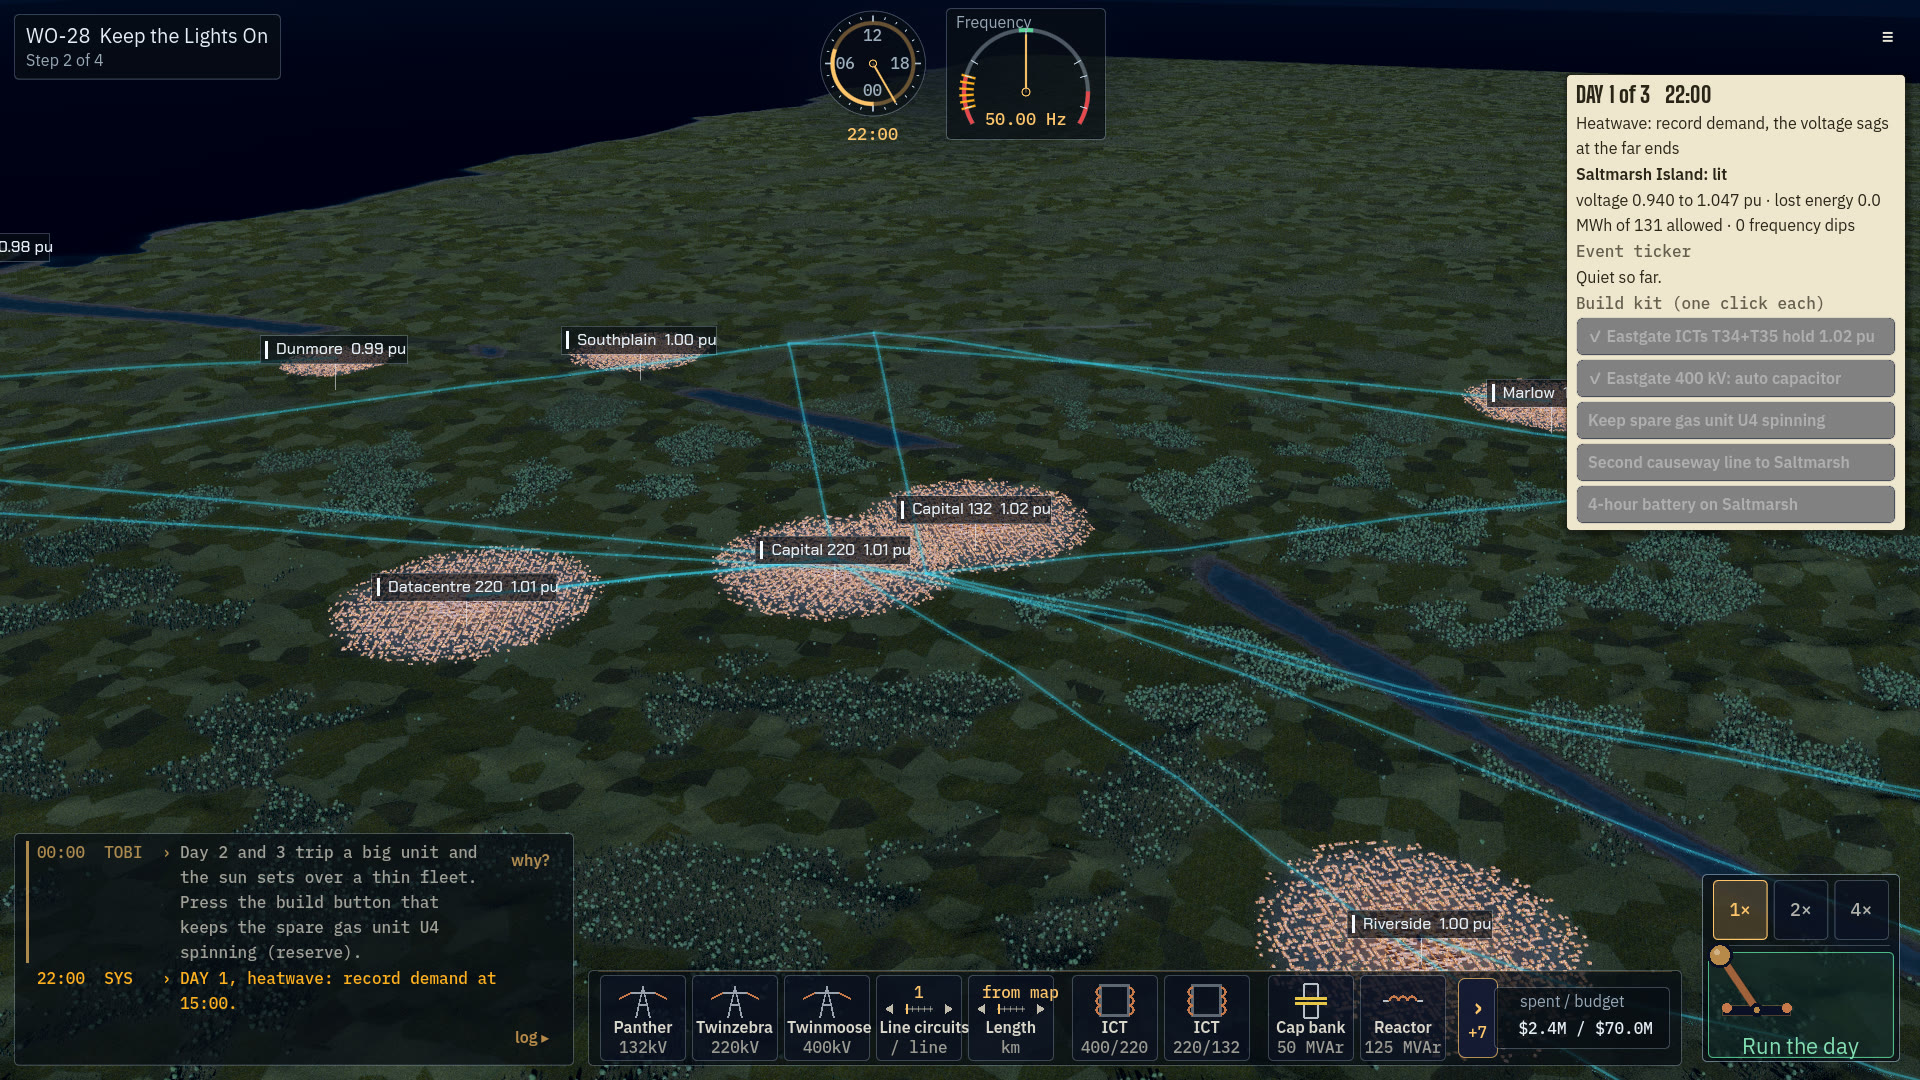 WO-28 Keep the Lights On
Step 2 of 4
12
06
18
00
22:00
Frequency
50.00 Hz
≡
DAY 1 of 3 22:00
Heatwave: record demand, the voltage sags
at the far ends
Saltmarsh Island: lit
voltage 0.940 to 1.047 pu · lost energy 0.0
MWh of 131 allowed · 0 frequency dips
Event ticker
Quiet so far.
Build kit (one click each)
✓ Eastgate ICTs T34+T35 hold 1.02 pu
✓ Eastgate 400 kV: auto capacitor
Keep spare gas unit U4 spinning
Second causeway line to Saltmarsh
4-hour battery on Saltmarsh
0.98 pu
Dunmore 0.99 pu
Southplain 1.00 pu
Marlow
Capital 132 1.02 pu
Capital 220 1.01 pu
Datacentre 220 1.01 pu
Riverside 1.00 pu
00:00 TOBI › Day 2 and 3 trip a big unit and
the sun sets over a thin fleet.
Press the build button that
keeps the spare gas unit U4
spinning (reserve).
why?
22:00 SYS › DAY 1, heatwave: record demand at
15:00.
log ▸
Panther
132kV
Twinzebra
220kV
Twinmoose
400kV
1
Line circuits
/ line
from map
Length
km
ICT
400/220
ICT
220/132
Cap bank
50 MVAr
Reactor
125 MVAr
›
+7
spent / budget
$2.4M / $70.0M
1×
2×
4×
Run the day